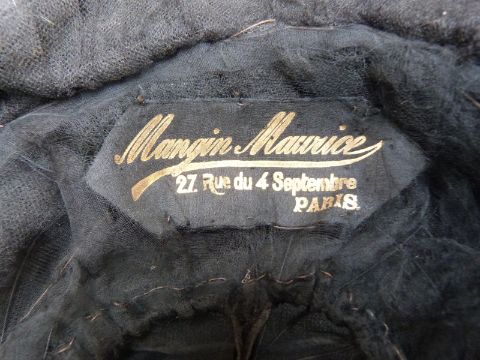 Mangin Maurice
27 Rue du 4 Septembre
PARIS